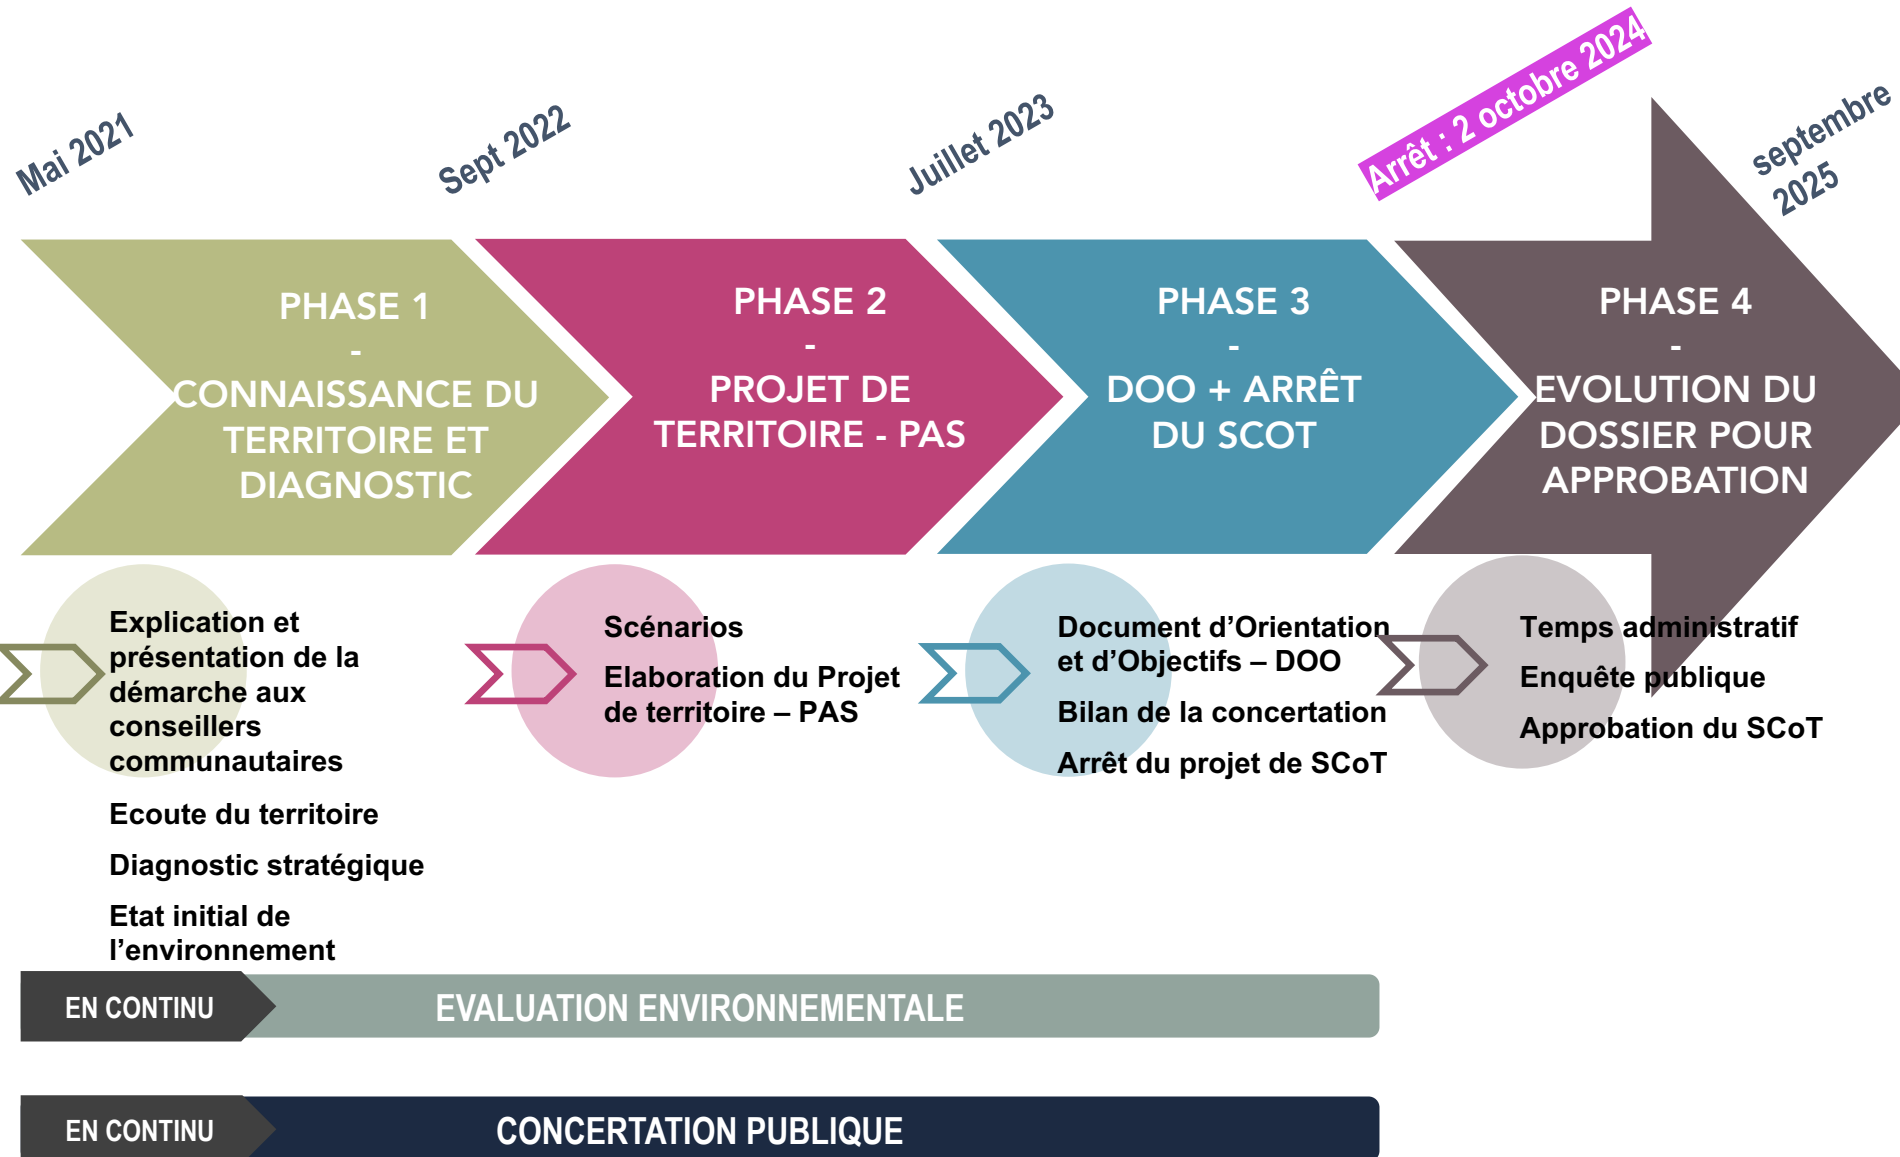 Mai 2021
Sept 2022
Juillet 2023
Arrêt : 2 octobre 2024
septembre
2025
PHASE 1
-
CONNAISSANCE DU
TERRITOIRE ET
DIAGNOSTIC
PHASE 2
-
PROJET DE
TERRITOIRE - PAS
PHASE 3
-
DOO + ARRÊT
DU SCOT
PHASE 4
-
EVOLUTION DU
DOSSIER POUR
APPROBATION
Explication et
présentation de la
démarche aux
conseillers
communautaires
Ecoute du territoire
Diagnostic stratégique
Etat initial de
l’environnement
Scénarios
Elaboration du Projet
de territoire – PAS
Document d’Orientation
et d’Objectifs – DOO
Bilan de la concertation
Arrêt du projet de SCoT
Temps administratif
Enquête publique
Approbation du SCoT
EN CONTINU
EVALUATION ENVIRONNEMENTALE
EN CONTINU
CONCERTATION PUBLIQUE